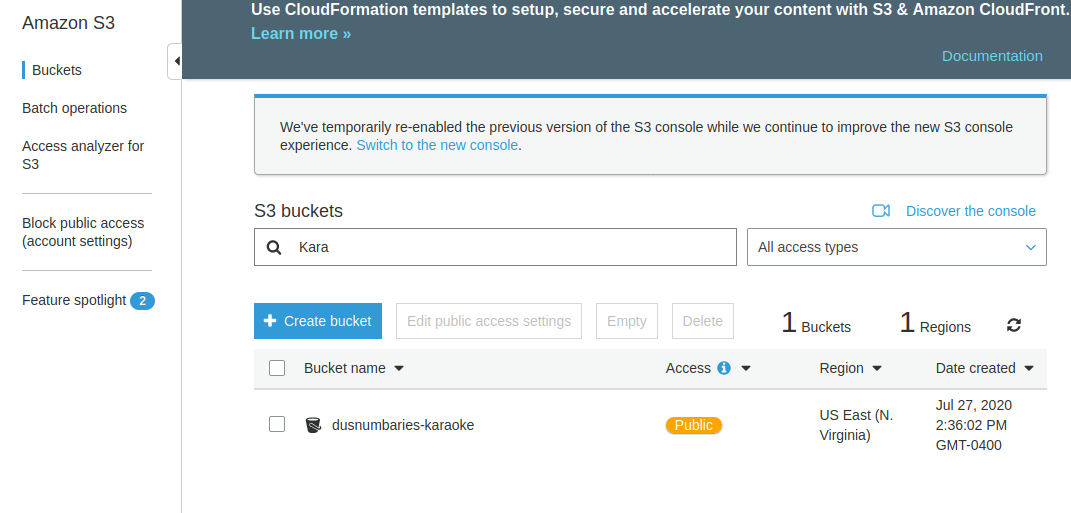 Amazon S3
Buckets
Batch operations
Access analyzer for
S3
Block public access
(account settings)
Feature spotlight 2
Use CloudFormation templates to setup, secure and accelerate your content with S3 & Amazon CloudFront.
Learn more »
Documentation
We've temporarily re-enabled the previous version of the S3 console while we continue to improve the new S3 console
experience. Switch to the new console.
S3 buckets
Discover the console
Kara
All access types
Create bucket
Edit public access settings
Empty
Delete
1 Buckets
1 Regions
Bucket name
Access
Region
Date created
dusnumbaries-karaoke
Public
US East (N.
Virginia)
Jul 27, 2020
2:36:02 PM
GMT-0400